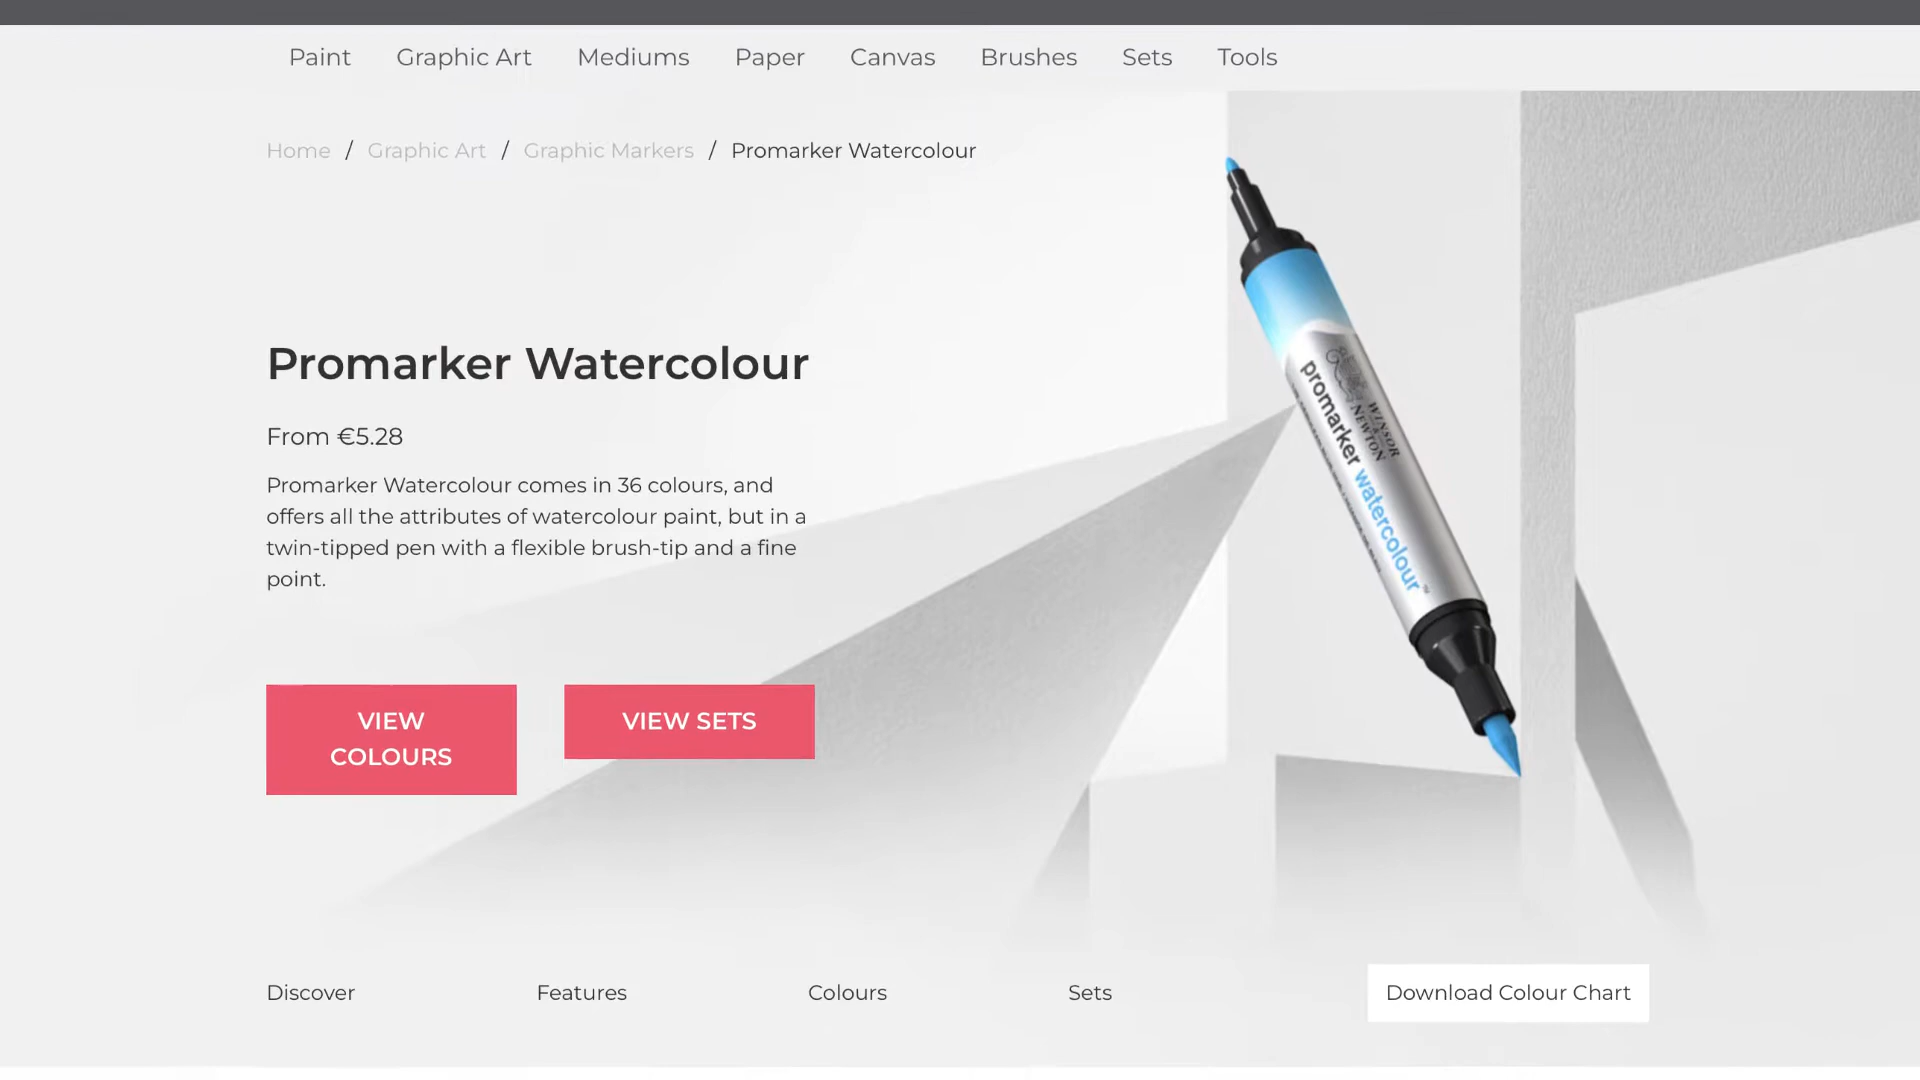 Paint Graphic Art Mediums Paper Canvas Brushes Sets Tools
Home / Graphic Art / Graphic Markers / Promarker Watercolour
Promarker Watercolour
From €5.28
Promarker Watercolour comes in 36 colours, and
offers all the attributes of watercolour paint, but in a
twin-tipped pen with a flexible brush-tip and a fine
point.
VIEW
COLOURS
VIEW SETS
WINSOR
&
NEWTON
promarker watercolour™
Discover Features Colours Sets Download Colour Chart